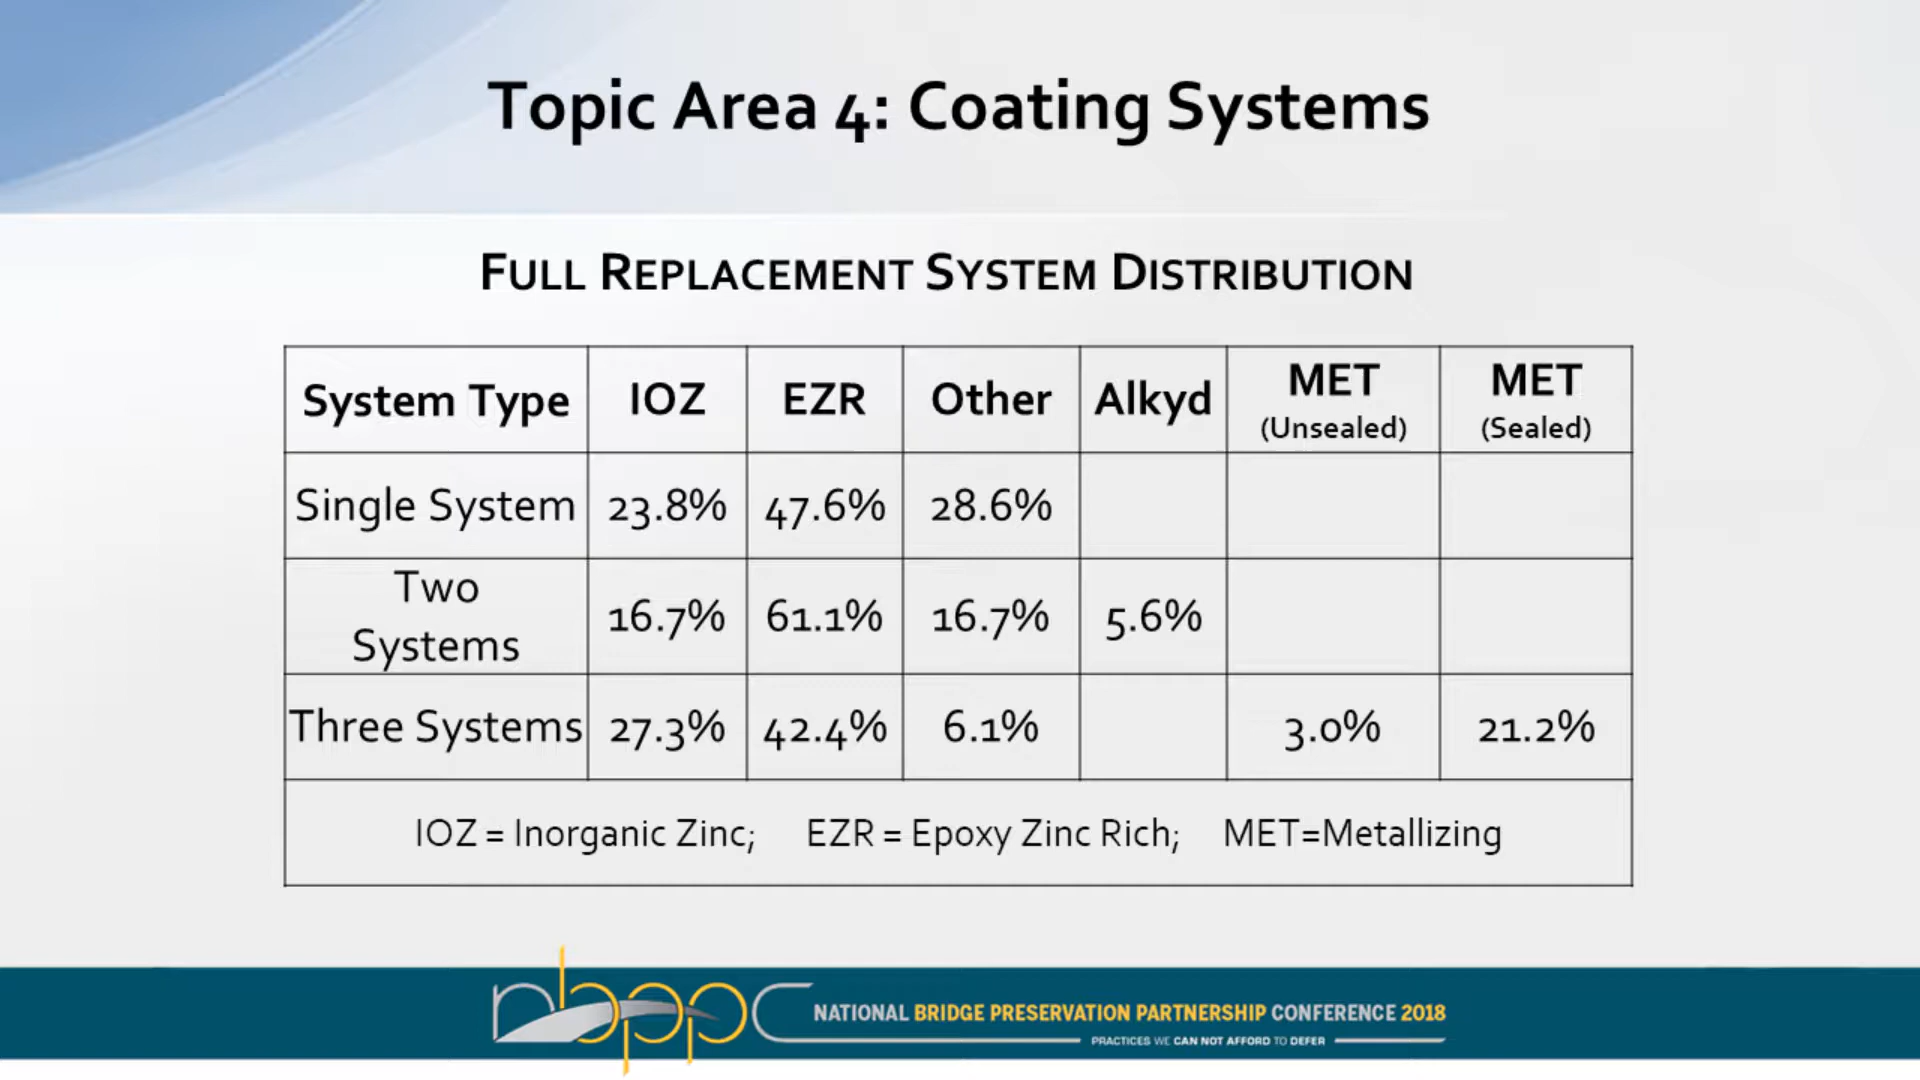 Topic Area 4: Coating Systems
FULL REPLACEMENT SYSTEM DISTRIBUTION
System Type IOZ EZR Other Alkyd MET (Unsealed) MET (Sealed)
Single System 23.8% 47.6% 28.6%
Two Systems 16.7% 61.1% 16.7% 5.6%
Three Systems 27.3% 42.4% 6.1% 3.0% 21.2%
IOZ = Inorganic Zinc; EZR = Epoxy Zinc Rich; MET=Metallizing
nbppc NATIONAL BRIDGE PRESERVATION PARTNERSHIP CONFERENCE 2018
PRACTICES WE CAN NOT AFFORD TO DEFER